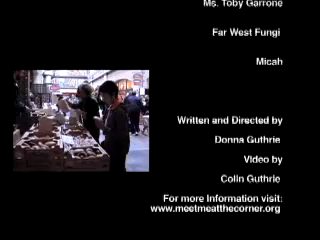 Ms. Toby Garrone
Far West Fungi
Micah
Written and Directed by
Donna Guthrie
Video by
Colin Guthrie
For more Information visit:
www.meetmeatthecorner.org